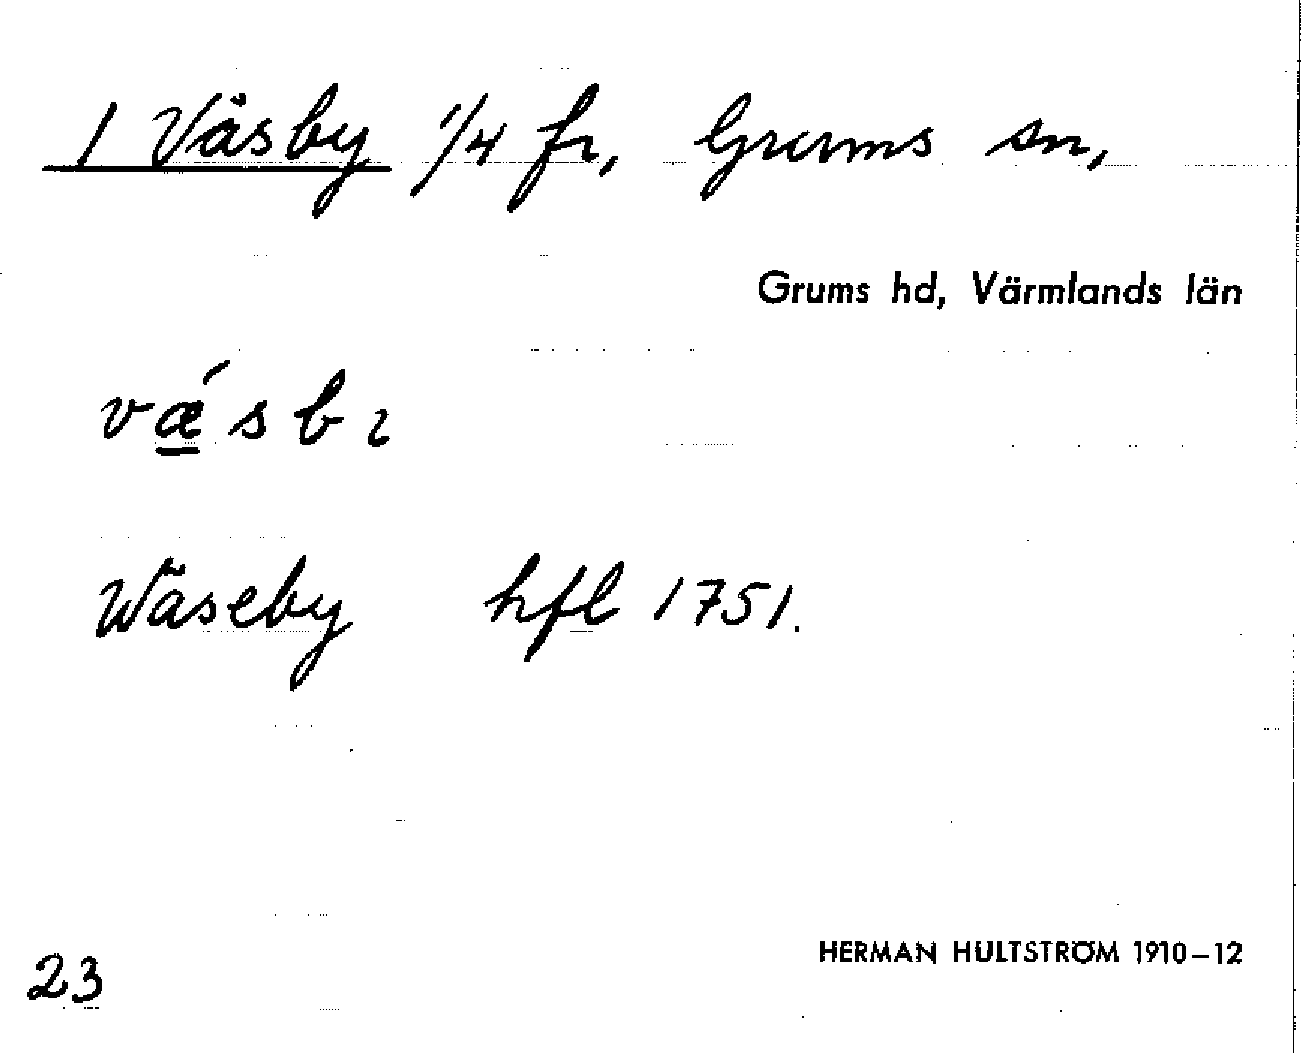 1 Väsby 1/4 fr, Grums sn,
Grums hd, Värmlands län
vǽsbı
Wäseby hfl 1751.
HERMAN HULTSTRÖM 1910–12
23